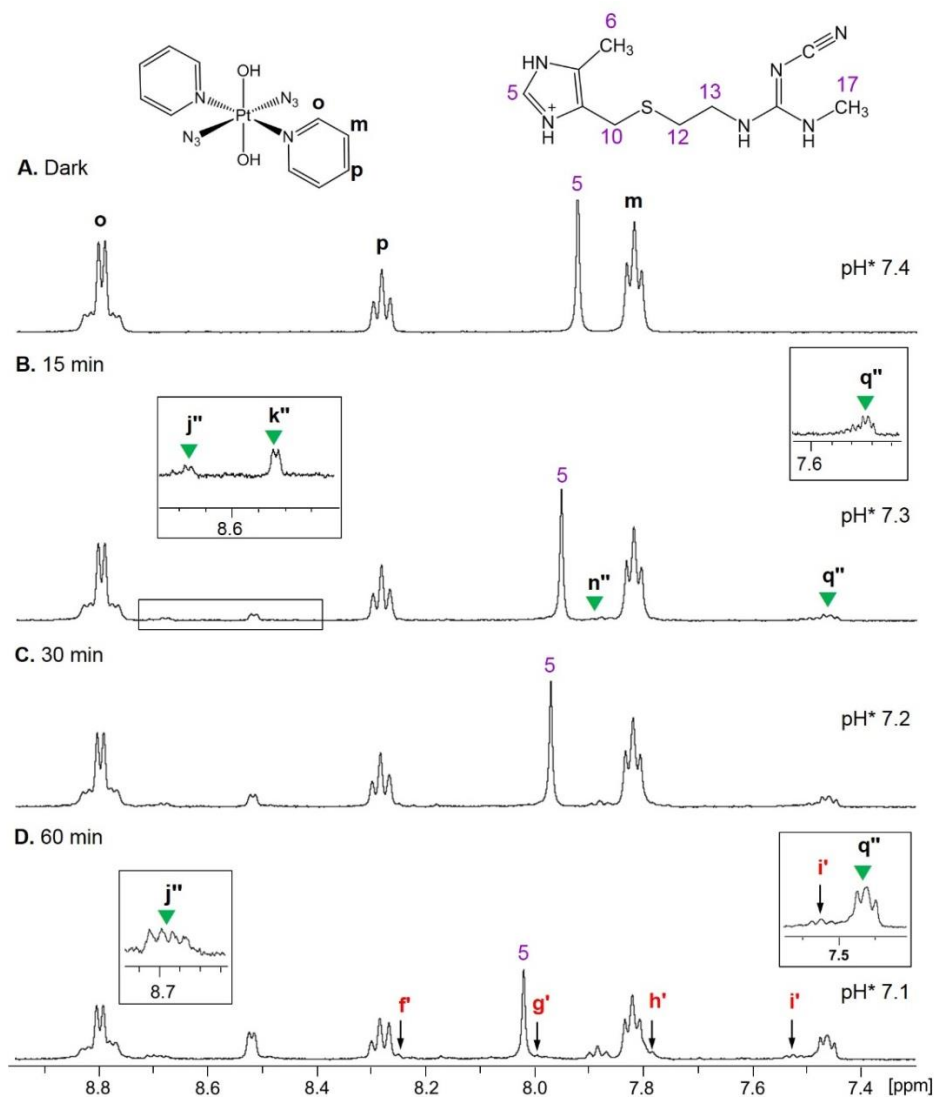 6
CH3
N
C
OH
HN
N
N
N3
o
5
S
13
17
CH3
Pt
m
N+
H
10
12
N
H
N
H
N3
N
OH
p
A. Dark
5
o
m
p
pH* 7.4
B. 15 min
j"
k"
8.6
q"
7.6
5
pH* 7.3
n"
q"
C. 30 min
5
pH* 7.2
D. 60 min
j"
8.7
i'
q"
7.5
5
pH* 7.1
f'
g'
h'
i'
8.8
8.6
8.4
8.2
8.0
7.8
7.6
7.4
[ppm]